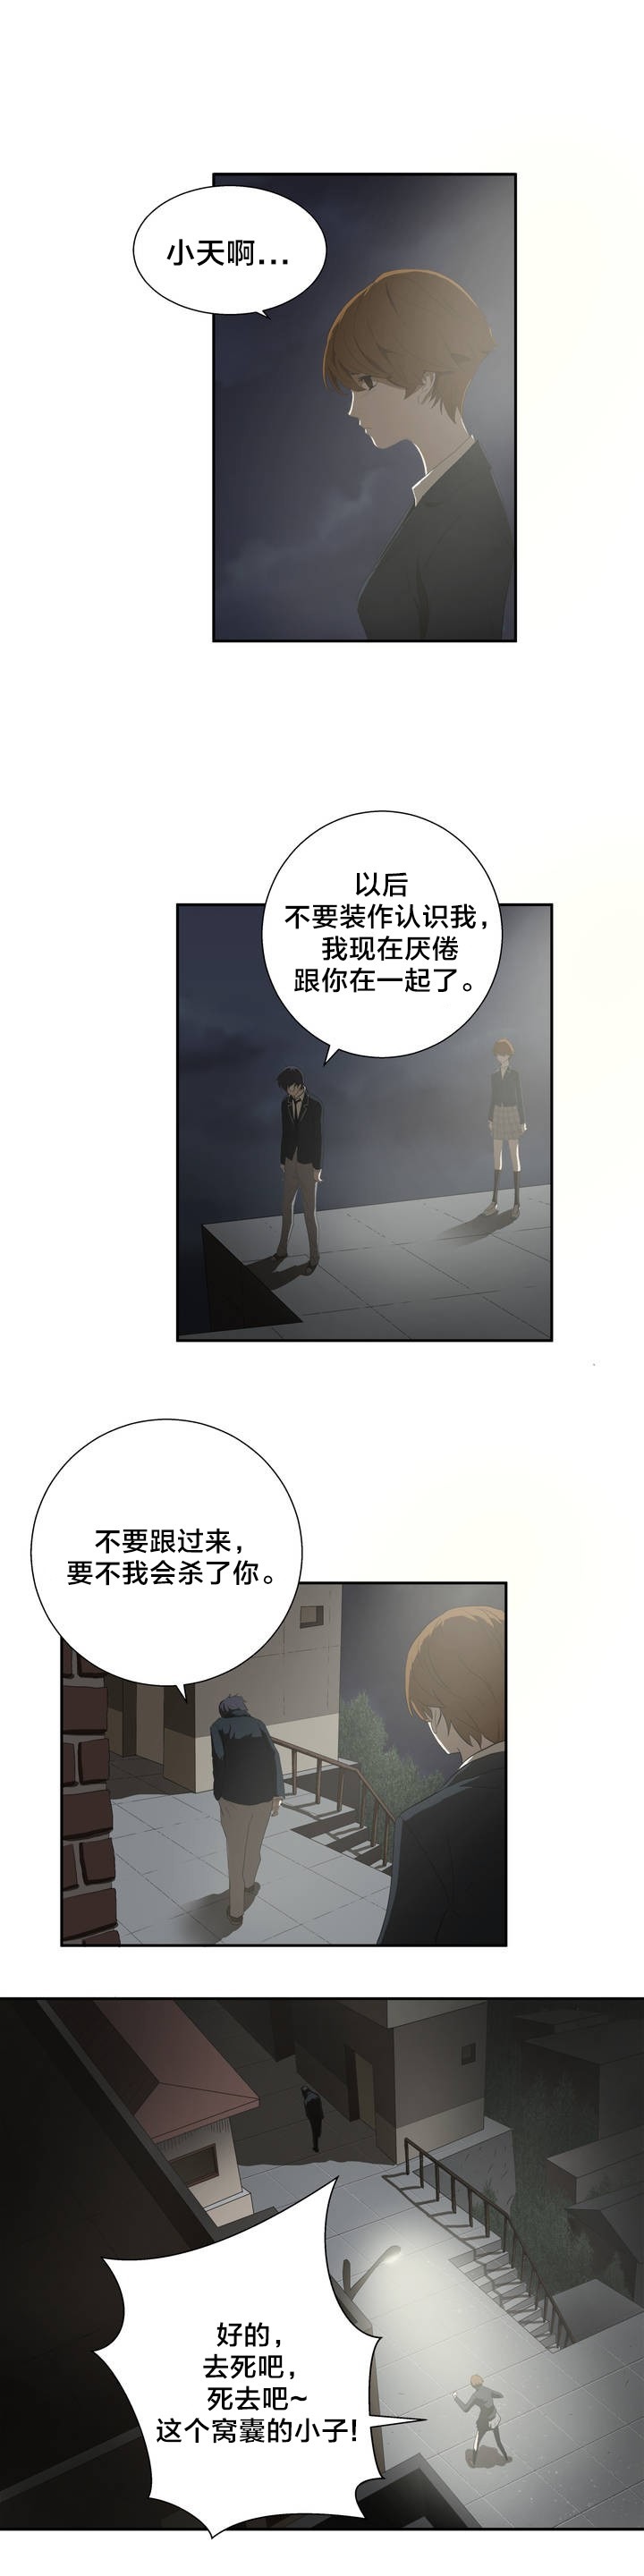 小天啊...
以后
不要装作认识我，
我现在厌倦
跟你在一起了。
不要跟过来，
要不我会杀了你。
好的，
去死吧，
死去吧~
这个窝囊的小子!